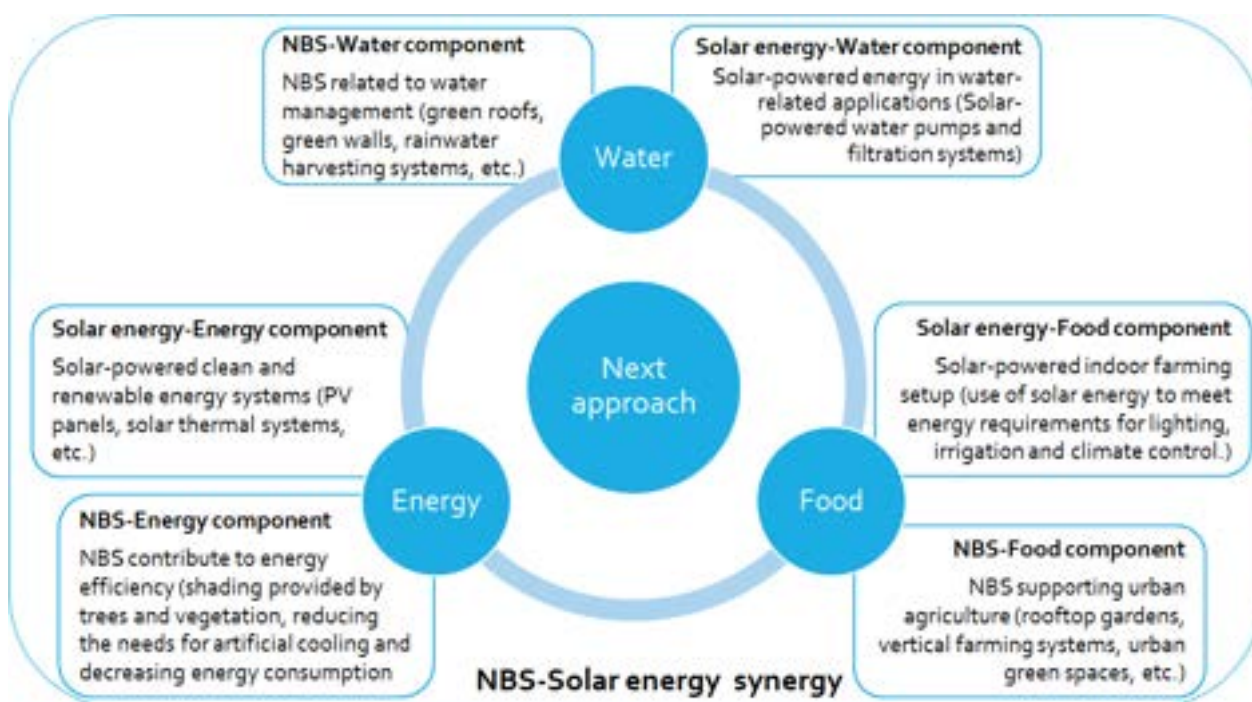 NBS-Water component
NBS related to water
management (green roofs,
green walls, rainwater
harvesting systems, etc.)
Solar energy-Water component
Solar-powered energy in water-
related applications (Solar-
powered water pumps and
filtration systems)
Water
Solar energy-Energy component
Solar-powered clean and
renewable energy systems (PV
panels, solar thermal systems,
etc.)
Next
approach
Solar energy-Food component
Solar-powered indoor farming
setup (use of solar energy to meet
energy requirements for lighting,
irrigation and climate control.)
Energy
Food
NBS-Energy component
NBS contribute to energy
efficiency (shading provided by
trees and vegetation, reducing
the needs for artificial cooling and
decreasing energy consumption
NBS-Food component
NBS supporting urban
agriculture (rooftop gardens,
vertical farming systems, urban
green spaces, etc.)
NBS-Solar energy synergy